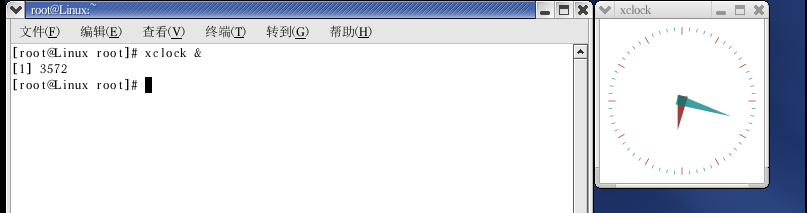 root@Linux:~
xclock
文件(F) 编辑(E) 查看(V) 终端(T) 转到(G) 帮助(H)
[root@Linux root]# xclock &
[1] 3572
[root@Linux root]#